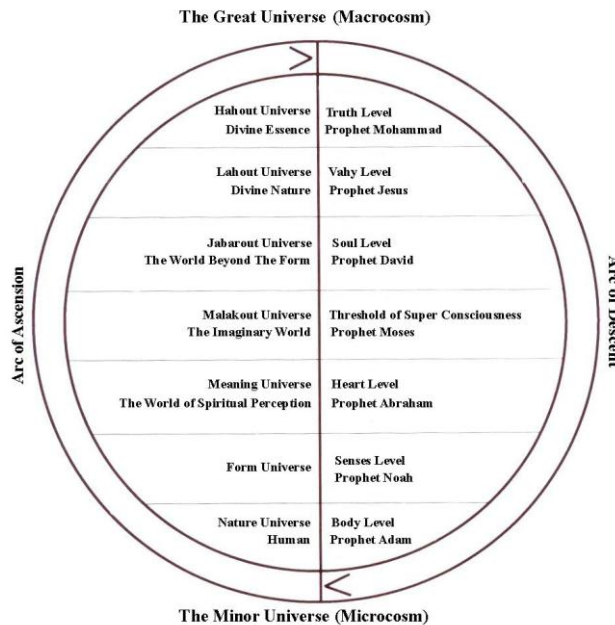 The Great Universe (Macrocosm)
Hahout Universe
Divine Essence
Truth Level
Prophet Mohammad
Lahout Universe
Divine Nature
Vahy Level
Prophet Jesus
Jabarout Universe
The World Beyond The Form
Soul Level
Prophet David
Malakout Universe
The Imaginary World
Threshold of Super Consciousness
Prophet Moses
Meaning Universe
The World of Spiritual Perception
Heart Level
Prophet Abraham
Form Universe
Senses Level
Prophet Noah
Nature Universe
Human
Body Level
Prophet Adam
Arc of Ascension
Arc of Descent
The Minor Universe (Microcosm)